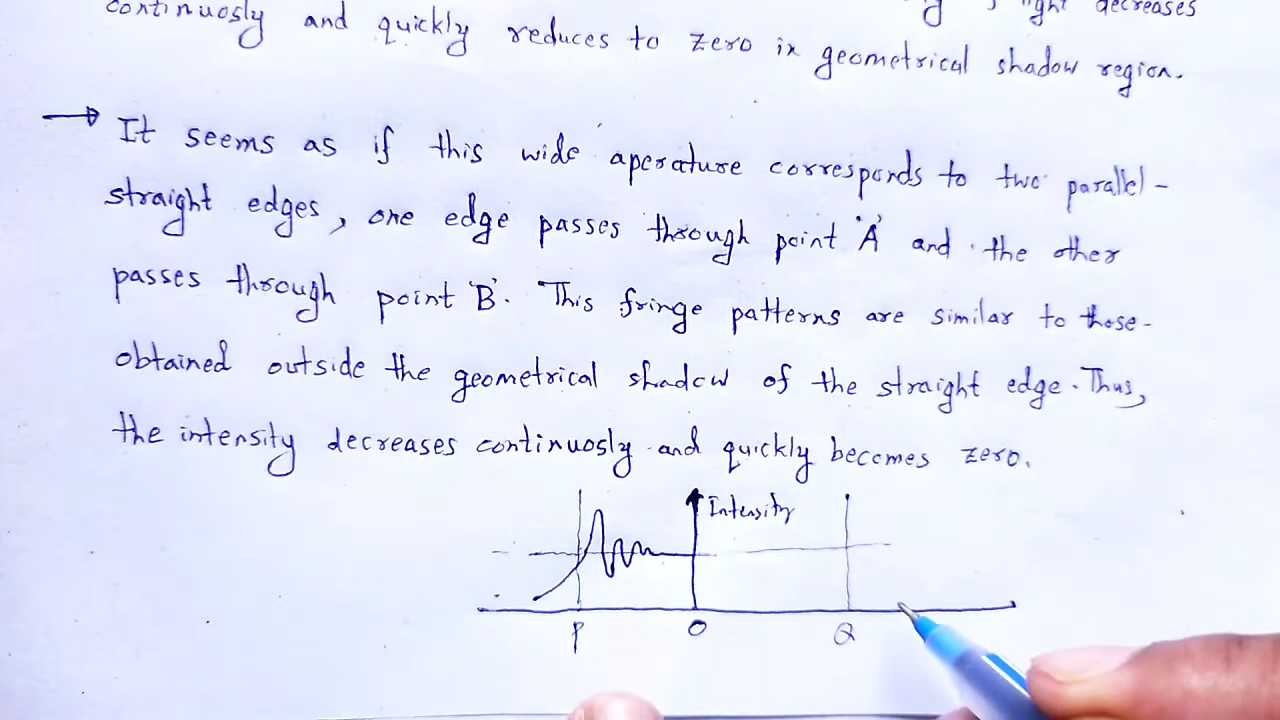 continuosly and quickly reduces to zero in geometrical shadow region.
light decreases
→ It seems as if this wide aperature corresponds to two parallel-
straight edges, one edge passes through point 'A' and the other
passes through point 'B'. This fringe patterns are similar to those-
obtained outside the geometrical shadow of the straight edge. Thus,
the intensity decreases continuosly and quickly becomes zero.
Intensity
P O Q